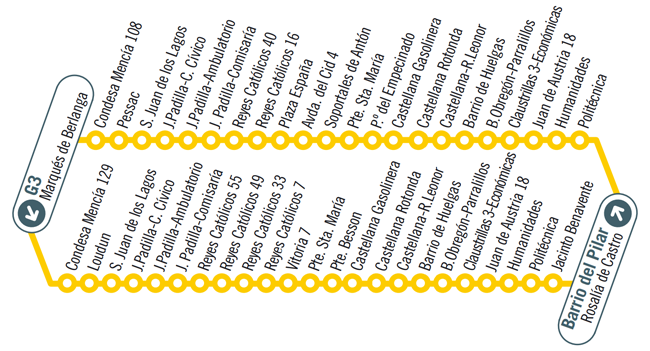 G3
Marqués de Berlanga
Condesa Mencía 108
Pessac
S. Juan de los Lagos
J.Padilla-C. Cívico
J.Padilla-Ambulatorio
J. Padilla-Comisaría
Reyes Católicos 40
Reyes Católicos 16
Plaza España
Avda. del Cid 4
Soportales de Antón
Pte. Sta. María
P.º del Empecinado
Castellana Gasolinera
Castellana Rotonda
Castellana-R.Leonor
Barrio de Huelgas
B.Obregón-Parralillos
Claustrillas 3-Económicas
Juan de Austria 18
Humanidades
Politécnica
Condesa Mencía 129
Loudun
S. Juan de los Lagos
J.Padilla-C. Cívico
J.Padilla-Ambulatorio
J. Padilla-Comisaría
Reyes Católicos 55
Reyes Católicos 49
Reyes Católicos 33
Reyes Católicos 7
Vitoria 7
Pte. Sta. María
Pte. Besson
Castellana Gasolinera
Castellana Rotonda
Castellana-R.Leonor
Barrio de Huelgas
B.Obregón-Parralillos
Claustrillas 3-Económicas
Juan de Austria 18
Humanidades
Politécnica
Jacinto Benavente
Barrio del Pilar
Rosalía de Castro